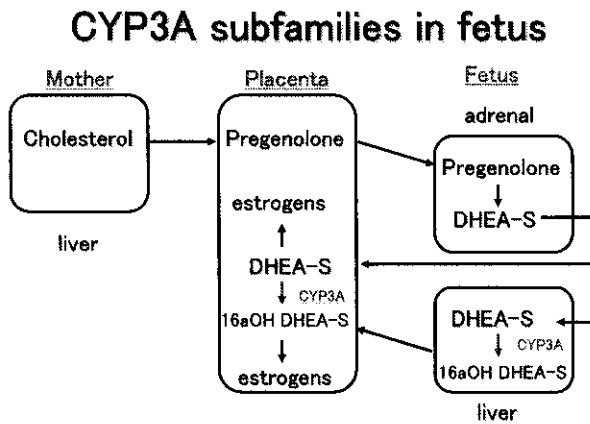 CYP3A subfamilies in fetus
Mother
Placenta
Fetus
adrenal
Cholesterol
liver
Pregenolone
estrogens
DHEA-S
CYP3A
16aOH DHEA-S
estrogens
Pregenolone
DHEA-S
DHEA-S
CYP3A
16aOH DHEA-S
liver